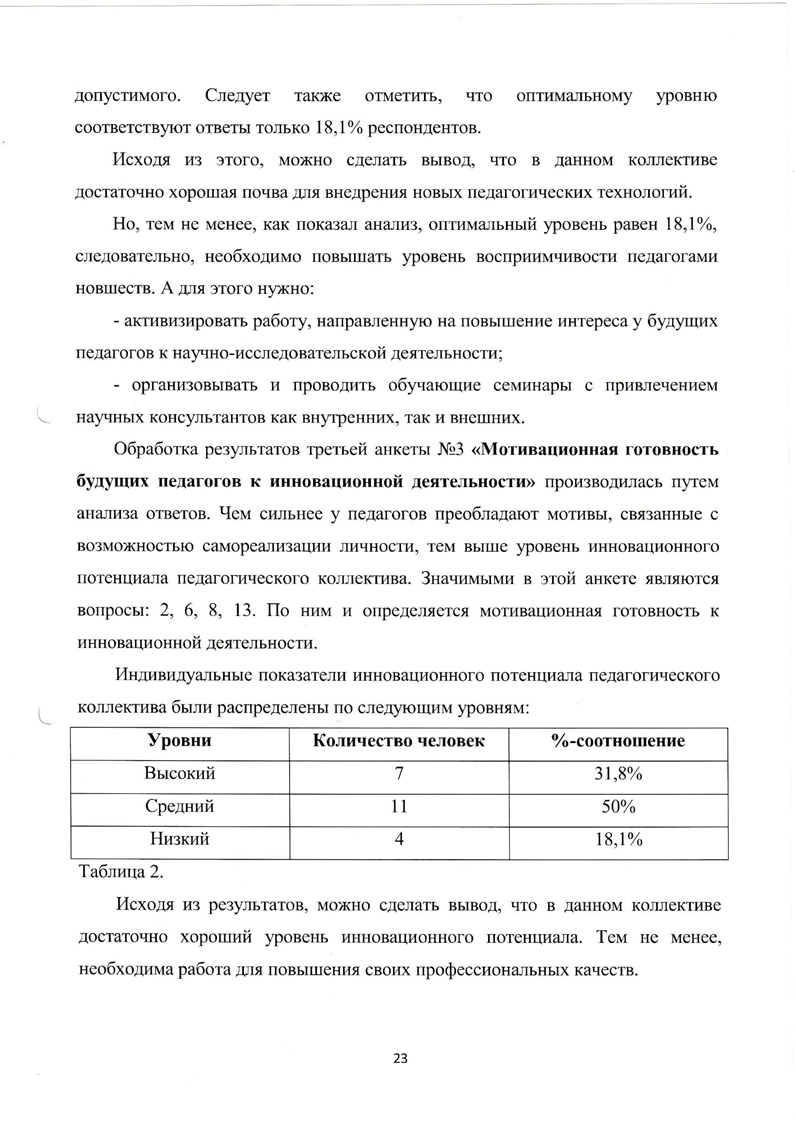 допустимого. Следует также отметить, что оптимальному уровню
соответствуют ответы только 18,1% респондентов.
Исходя из этого, можно сделать вывод, что в данном коллективе
достаточно хорошая почва для внедрения новых педагогических технологий.
Но, тем не менее, как показал анализ, оптимальный уровень равен 18,1%,
следовательно, необходимо повышать уровень восприимчивости педагогами
новшеств. А для этого нужно:
- активизировать работу, направленную на повышение интереса у будущих
педагогов к научно-исследовательской деятельности;
- организовывать и проводить обучающие семинары с привлечением
научных консультантов как внутренних, так и внешних.
Обработка результатов третьей анкеты №3 «Мотивационная готовность
будущих педагогов к инновационной деятельности» производилась путем
анализа ответов. Чем сильнее у педагогов преобладают мотивы, связанные с
возможностью самореализации личности, тем выше уровень инновационного
потенциала педагогического коллектива. Значимыми в этой анкете являются
вопросы: 2, 6, 8, 13. По ним и определяется мотивационная готовность к
инновационной деятельности.
Индивидуальные показатели инновационного потенциала педагогического
коллектива были распределены по следующим уровням:
Уровни Количество человек %-соотношение
Высокий 7 31,8%
Средний 11 50%
Низкий 4 18,1%
Таблица 2.
Исходя из результатов, можно сделать вывод, что в данном коллективе
достаточно хороший уровень инновационного потенциала. Тем не менее,
необходима работа для повышения своих профессиональных качеств.
23